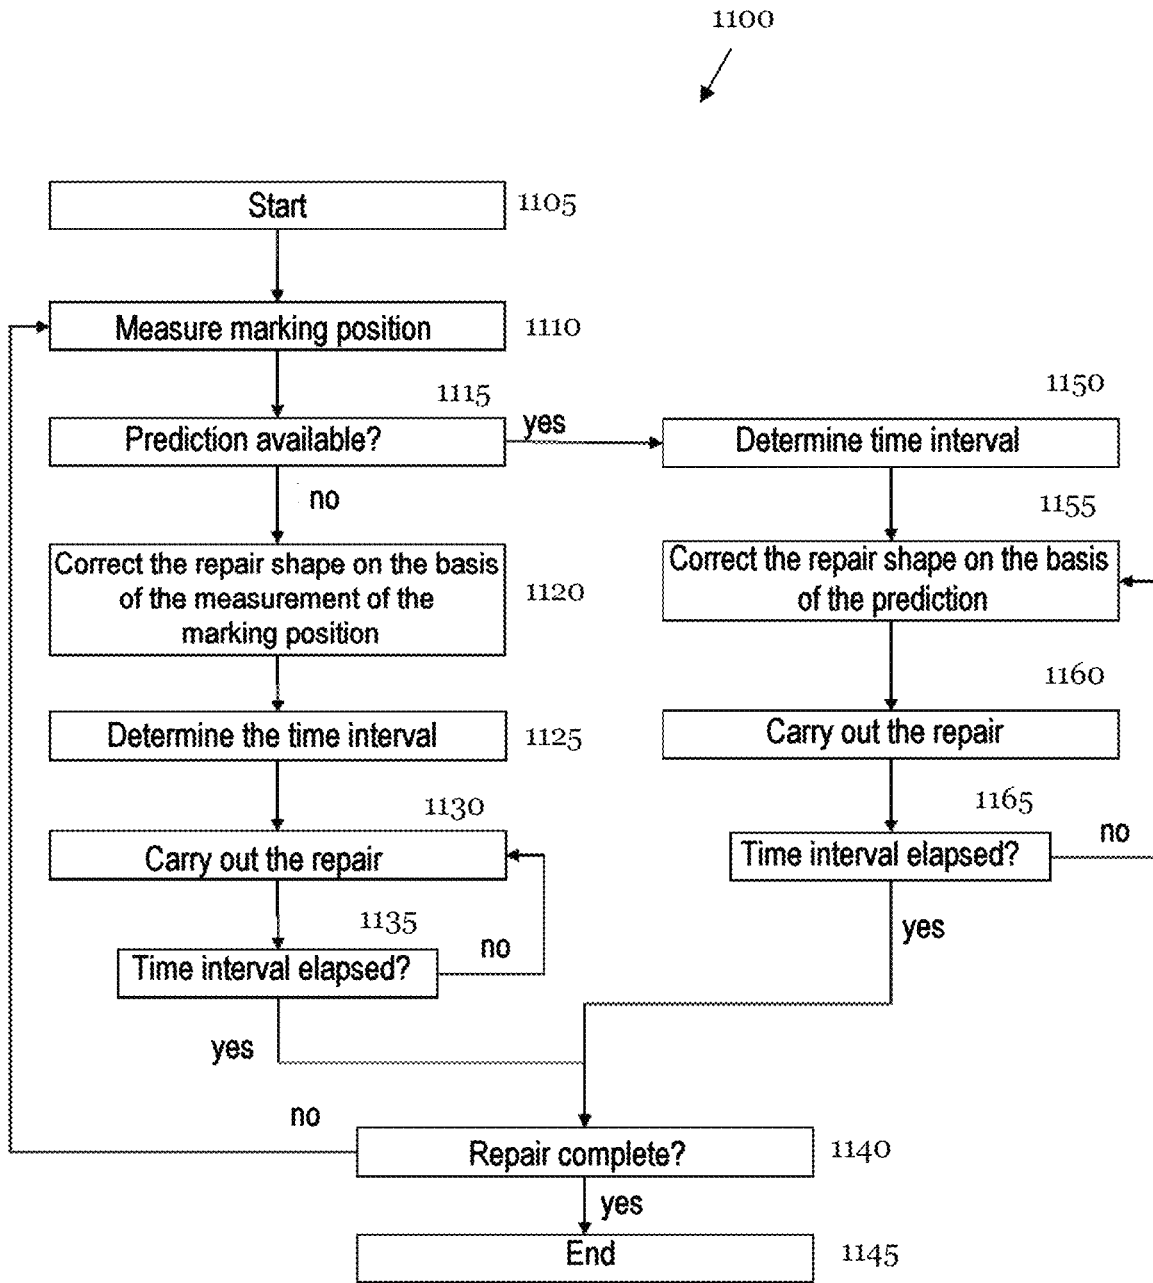 1100
Start
1105
Measure marking position
1110
1115
Prediction available?
yes
no
1150
Determine time interval
1155
Correct the repair shape on the basis
of the measurement of the
marking position
1120
Correct the repair shape on the basis
of the prediction
Determine the time interval
1125
1160
Carry out the repair
1130
Carry out the repair
1165
Time interval elapsed?
no
yes
1135
Time interval elapsed?
no
yes
no
Repair complete?
1140
yes
End
1145